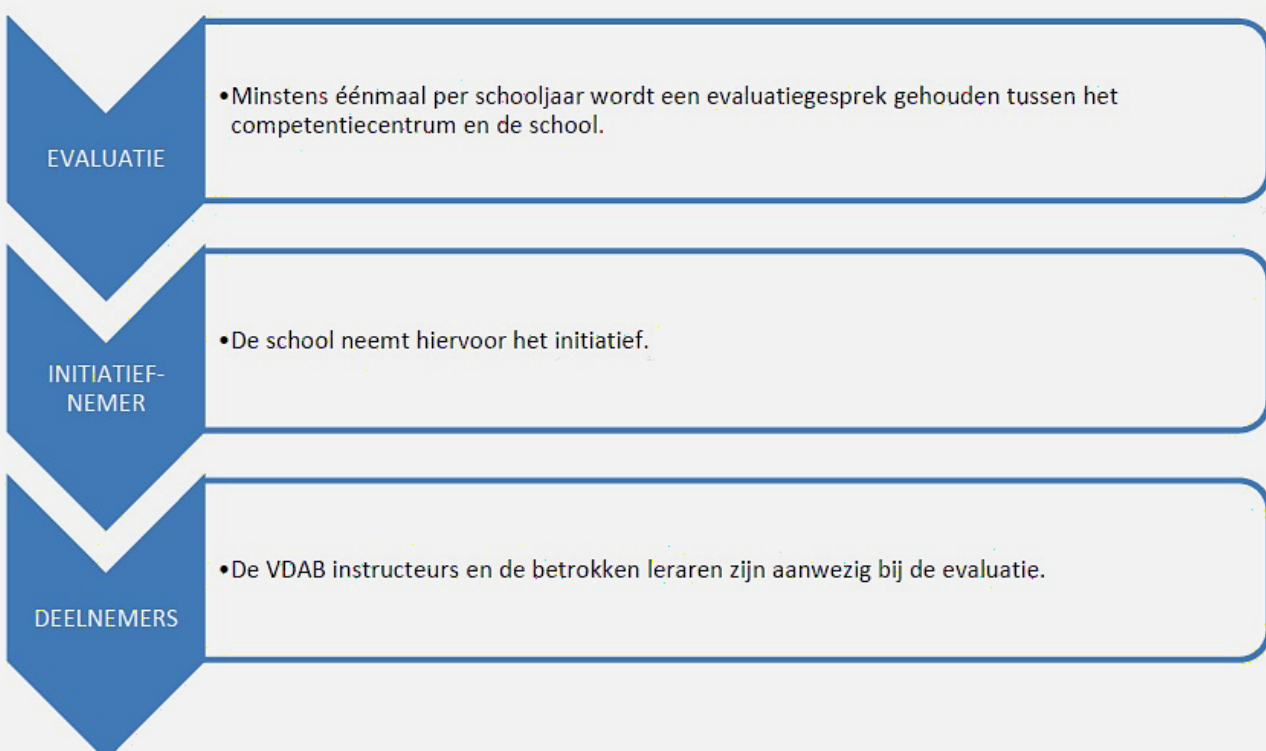 EVALUATIE
•Minstens éénmaal per schooljaar wordt een evaluatiegesprek gehouden tussen het
competentiecentrum en de school.
INITIATIEF-
NEMER
•De school neemt hiervoor het initiatief.
DEELNEMERS
•De VDAB instructeurs en de betrokken leraren zijn aanwezig bij de evaluatie.